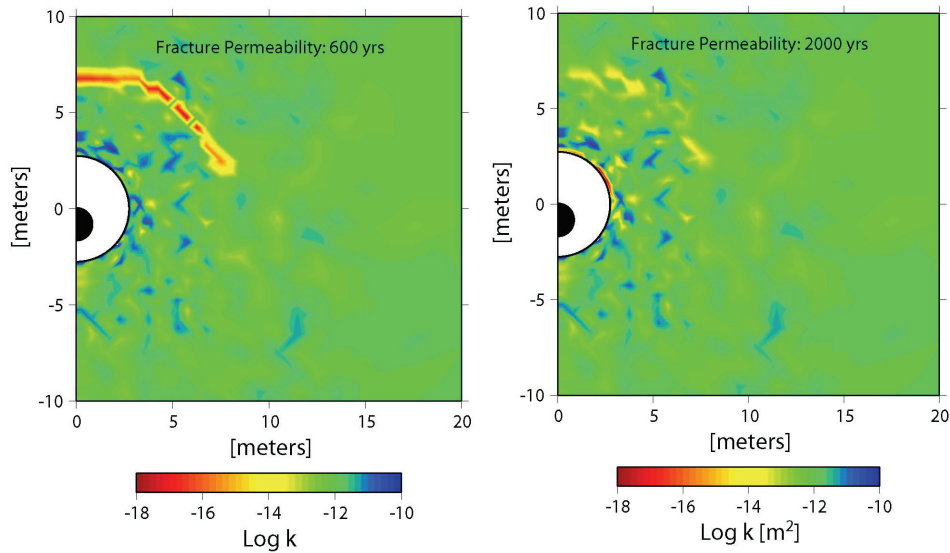 Fracture Permeability: 600 yrs
10
5
0
-5
-10
[meters]
0 5 10 15 20
[meters]
-18 -16 -14 -12 -10
Log k
Fracture Permeability: 2000 yrs
10
5
0
-5
-10
[meters]
0 5 10 15 20
[meters]
-18 -16 -14 -12 -10
Log k [m²]